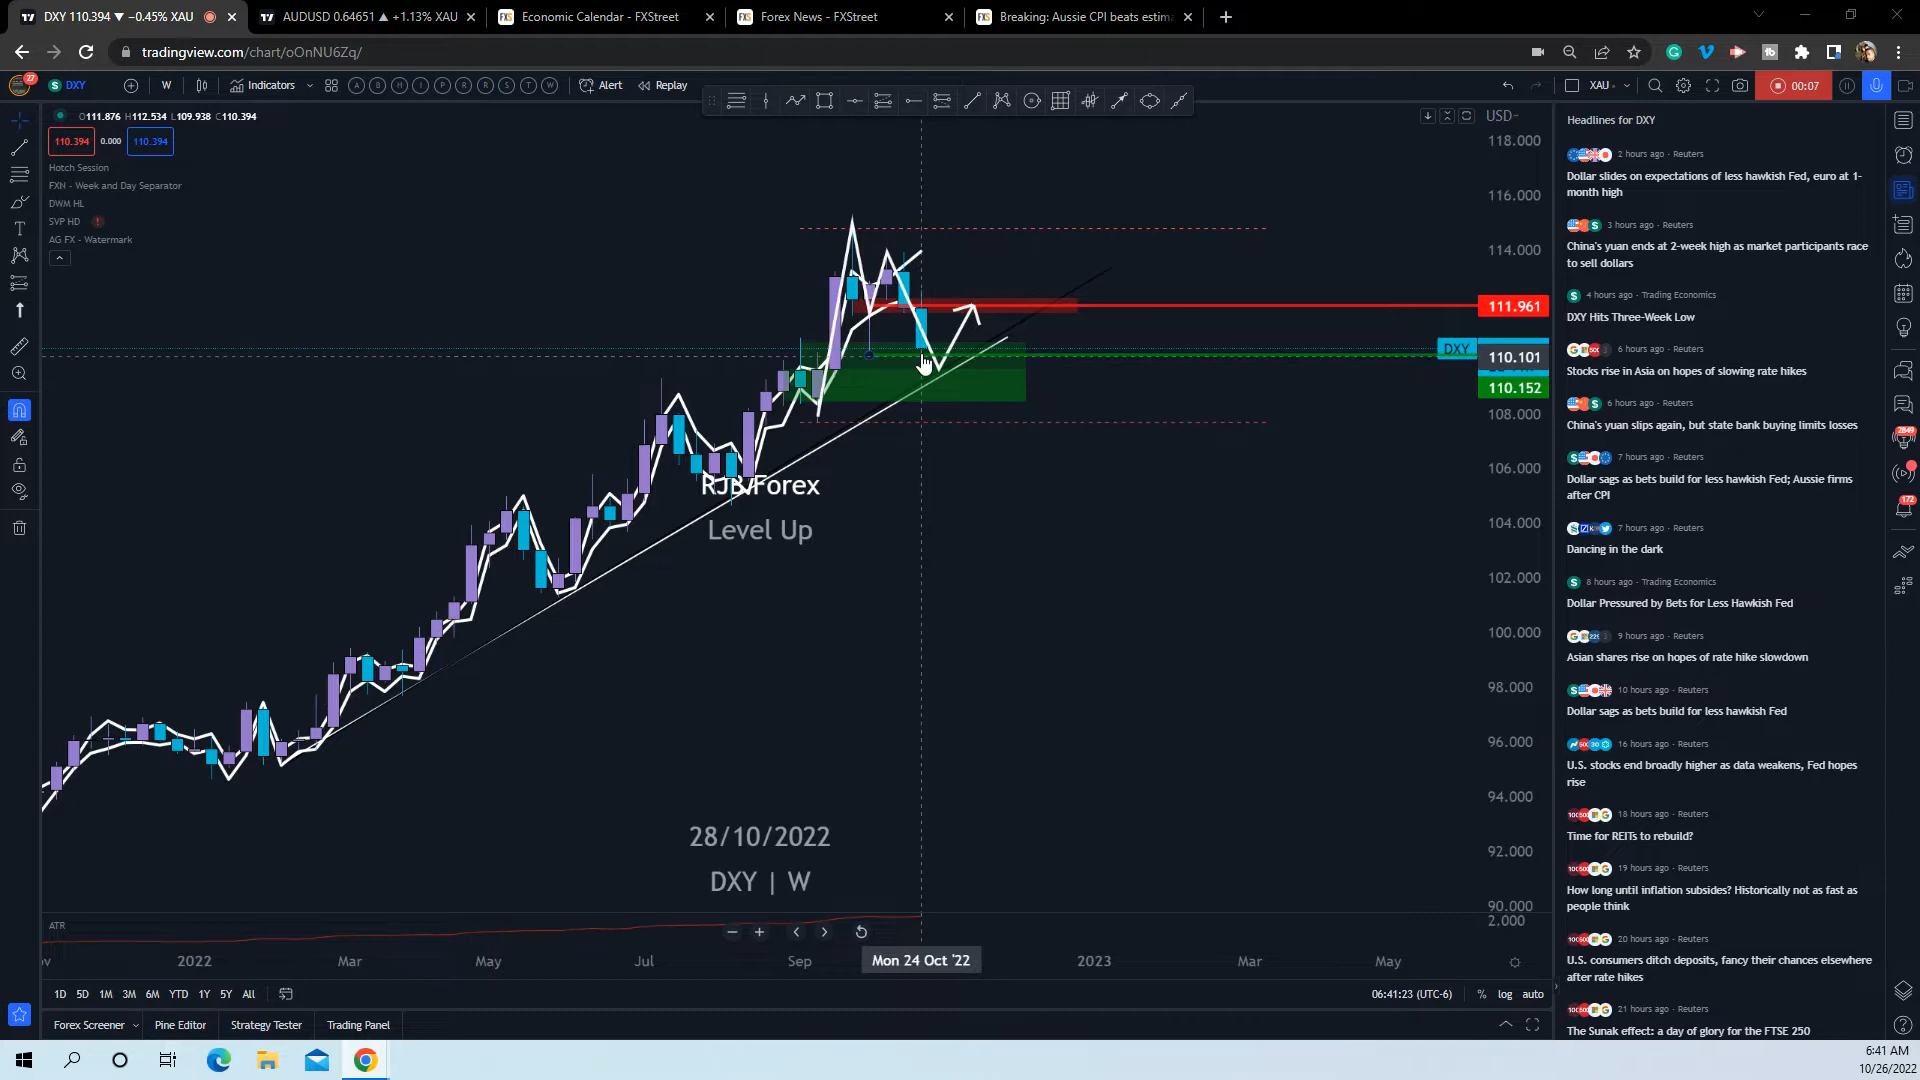 DXY 110.394 ▼ −0.45% XAU
AUDUSD 0.64651 ▲ +1.13% XAU
Economic Calendar - FXStreet
Forex News - FXStreet
Breaking: Aussie CPI beats estima
tradingview.com/chart/oOnNU6Zq/
27
DXY
W
Indicators
A B H I P R R S T W
Alert
Replay
XAU
00:07
O111.876 H112.534 L109.938 C110.394
110.394
0.000
110.394
Hotch Session
FXN - Week and Day Separator
DWM HL
SVP HD
AG FX - Watermark
USD
118.000
116.000
114.000
111.961
DXY
110.101
110.152
108.000
106.000
104.000
102.000
100.000
98.000
96.000
94.000
92.000
90.000
2.000
RJB Forex
Level Up
28/10/2022
DXY | W
ATR
2022
Mar
May
Jul
Sep
Mon 24 Oct '22
2023
Mar
May
1D 5D 1M 3M 6M YTD 1Y 5Y All
06:41:23 (UTC-6)
% log auto
Forex Screener
Pine Editor
Strategy Tester
Trading Panel
Headlines for DXY
2 hours ago - Reuters
Dollar slides on expectations of less hawkish Fed, euro at 1-
month high
3 hours ago - Reuters
China's yuan ends at 2-week high as market participants race
to sell dollars
4 hours ago - Trading Economics
DXY Hits Three-Week Low
6 hours ago - Reuters
Stocks rise in Asia on hopes of slowing rate hikes
6 hours ago - Reuters
China's yuan slips again, but state bank buying limits losses
7 hours ago - Reuters
Dollar sags as bets build for less hawkish Fed; Aussie firms
after CPI
7 hours ago - Reuters
Dancing in the dark
8 hours ago - Trading Economics
Dollar Pressured by Bets for Less Hawkish Fed
9 hours ago - Reuters
Asian shares rise on hopes of rate hike slowdown
10 hours ago - Reuters
Dollar sags as bets build for less hawkish Fed
16 hours ago - Reuters
U.S. stocks end broadly higher as data weakens, Fed hopes
rise
18 hours ago - Reuters
Time for REITs to rebuild?
19 hours ago - Reuters
How long until inflation subsides? Historically not as fast as
people think
20 hours ago - Reuters
U.S. consumers ditch deposits, fancy their chances elsewhere
after rate hikes
21 hours ago - Reuters
The Sunak effect: a day of glory for the FTSE 250
2849
172
6:41 AM
10/26/2022